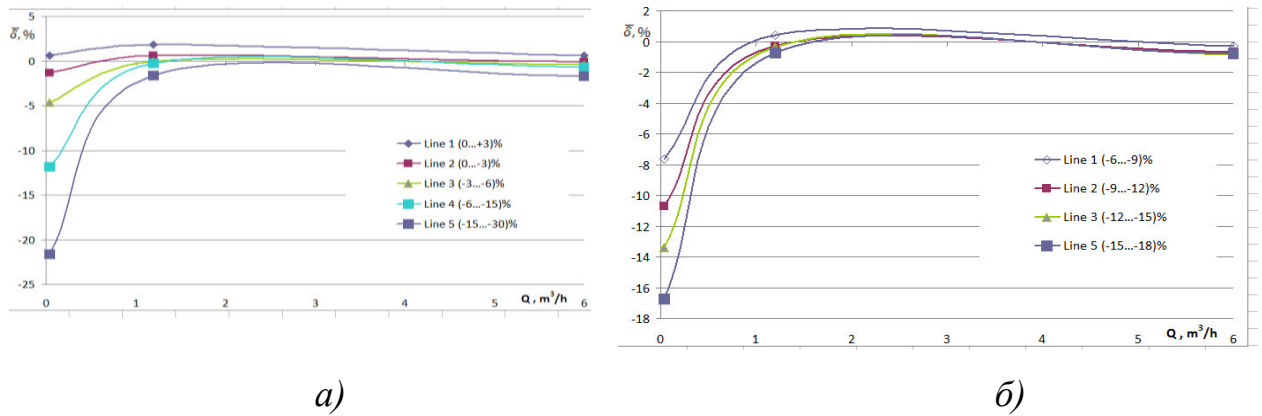 δ̄, %
5
0
-5
-10
-15
-20
-25
0 1 2 3 4 5 6
Q , m³/h
Line 1 (0...+3)%
Line 2 (0...-3)%
Line 3 (-3...-6)%
Line 4 (-6...-15)%
Line 5 (-15...-30)%
а)
δ̄, %
2
0
-2
-4
-6
-8
-10
-12
-14
-16
-18
0 1 2 3 4 5 6
Q , m³/h
Line 1 (-6...-9)%
Line 2 (-9...-12)%
Line 3 (-12...-15)%
Line 5 (-15...-18)%
б)